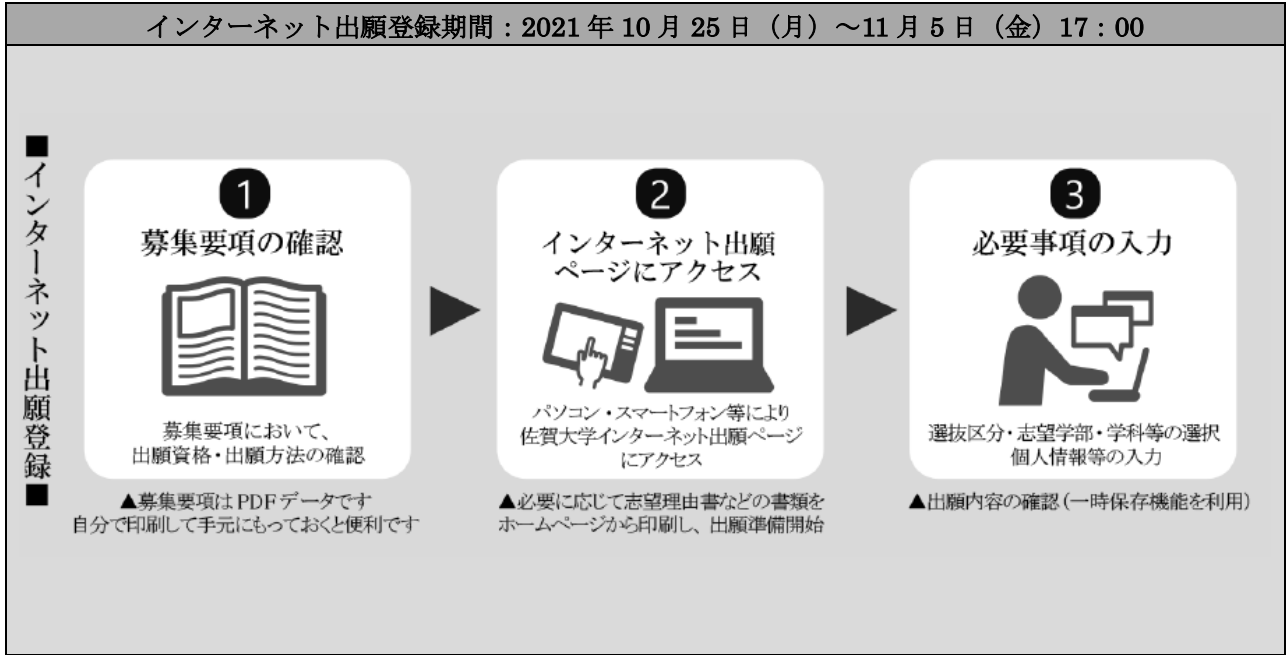 インターネット出願登録期間：2021年10月25日（月）～11月5日（金）17：00
■インターネット出願登録■
1
募集要項の確認
募集要項において、
出願資格・出願方法の確認
▲募集要項はPDFデータです
自分で印刷して手元にもっておくと便利です
2
インターネット出願
ページにアクセス
パソコン・スマートフォン等により
佐賀大学インターネット出願ページ
にアクセス
▲必要に応じて志望理由書などの書類を
ホームページから印刷し、出願準備開始
3
必要事項の入力
選抜区分・志望学部・学科等の選択
個人情報等の入力
▲出願内容の確認（一時保存機能を利用）